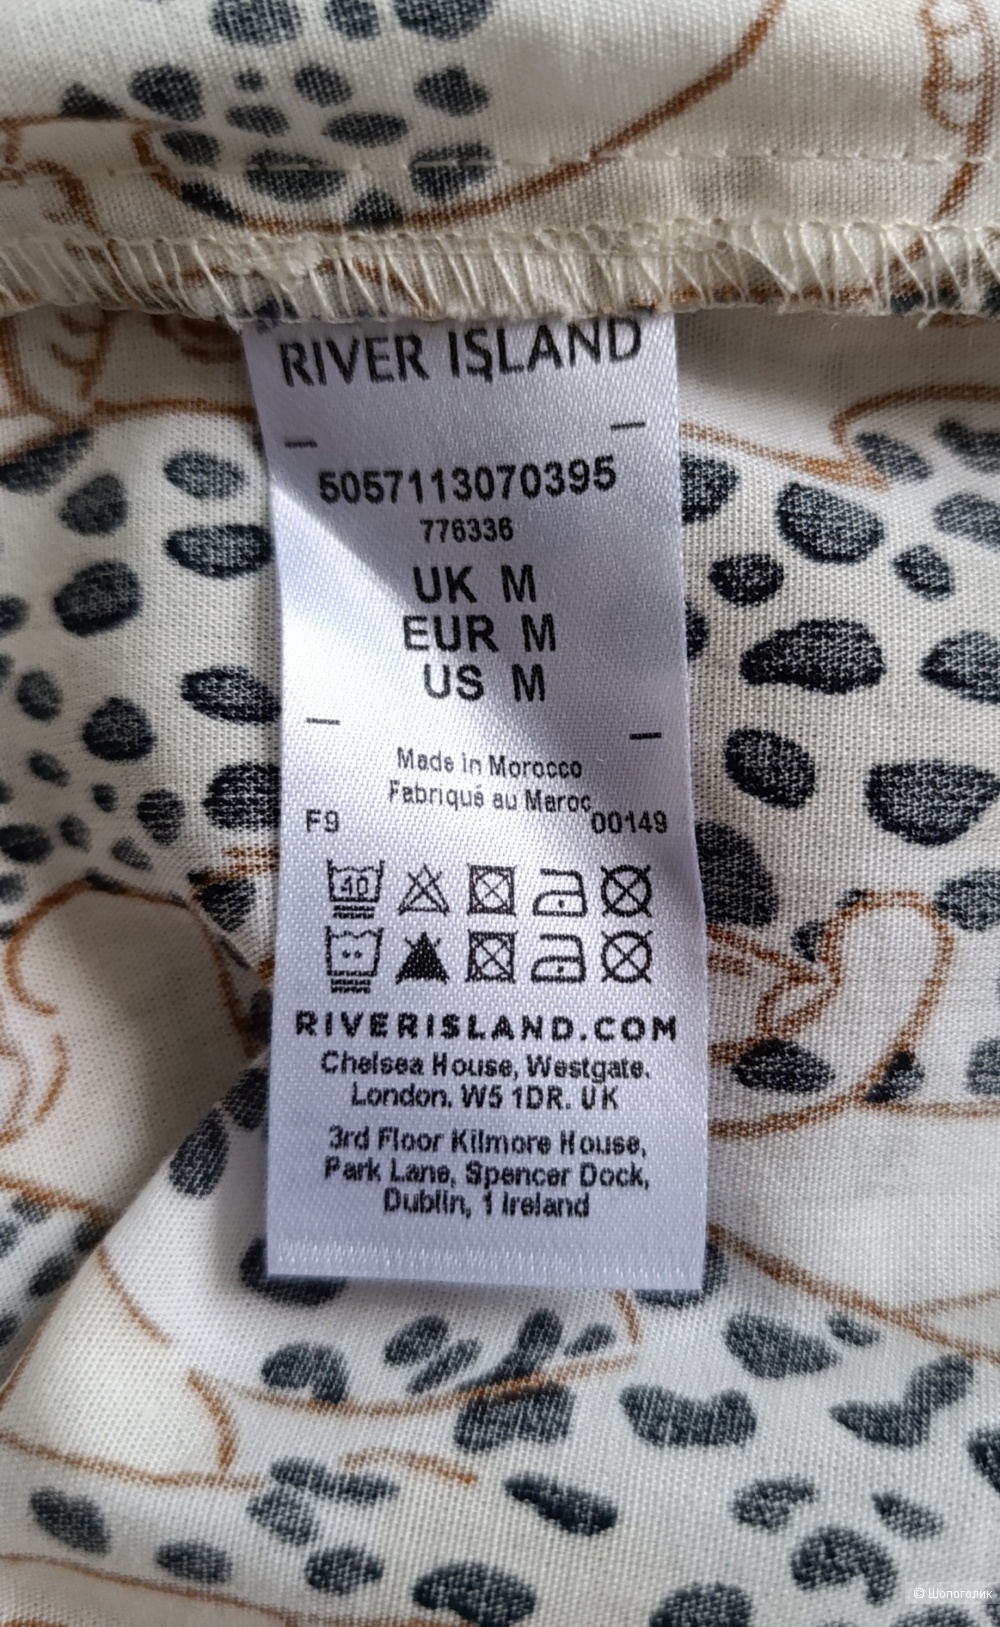 RIVER ISLAND
5057113070395
776336
UK M
EUR M
US M
Made in Morocco
Fabriqué au Maroc
F9 00149
40
RIVERISLAND.COM
Chelsea House, Westgate.
London. W5 1DR. UK
3rd Floor Kilmore House,
Park Lane, Spencer Dock,
Dublin, 1 Ireland
© Шопоголик